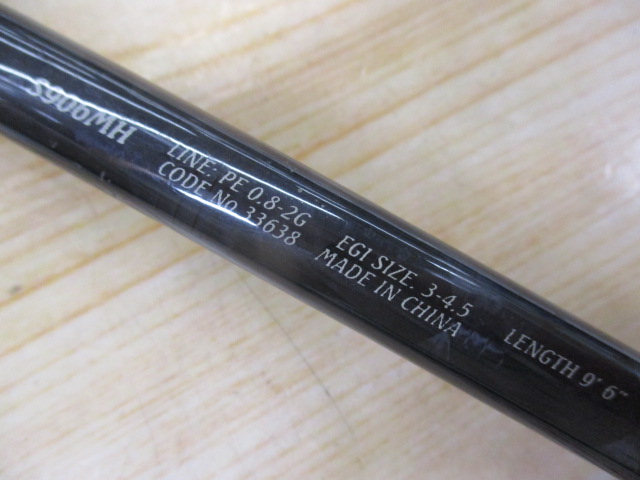 S906MH
LINE: PE 0.8-2G EGI SIZE. 3-4.5 LENGTH 9' 6"
CODE No.33638 MADE IN CHINA